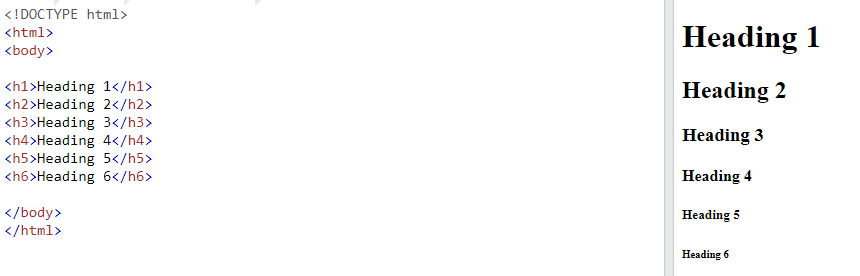 <!DOCTYPE html>
<html>
<body>
<h1>Heading 1</h1>
<h2>Heading 2</h2>
<h3>Heading 3</h3>
<h4>Heading 4</h4>
<h5>Heading 5</h5>
<h6>Heading 6</h6>
</body>
</html>
Heading 1
Heading 2
Heading 3
Heading 4
Heading 5
Heading 6